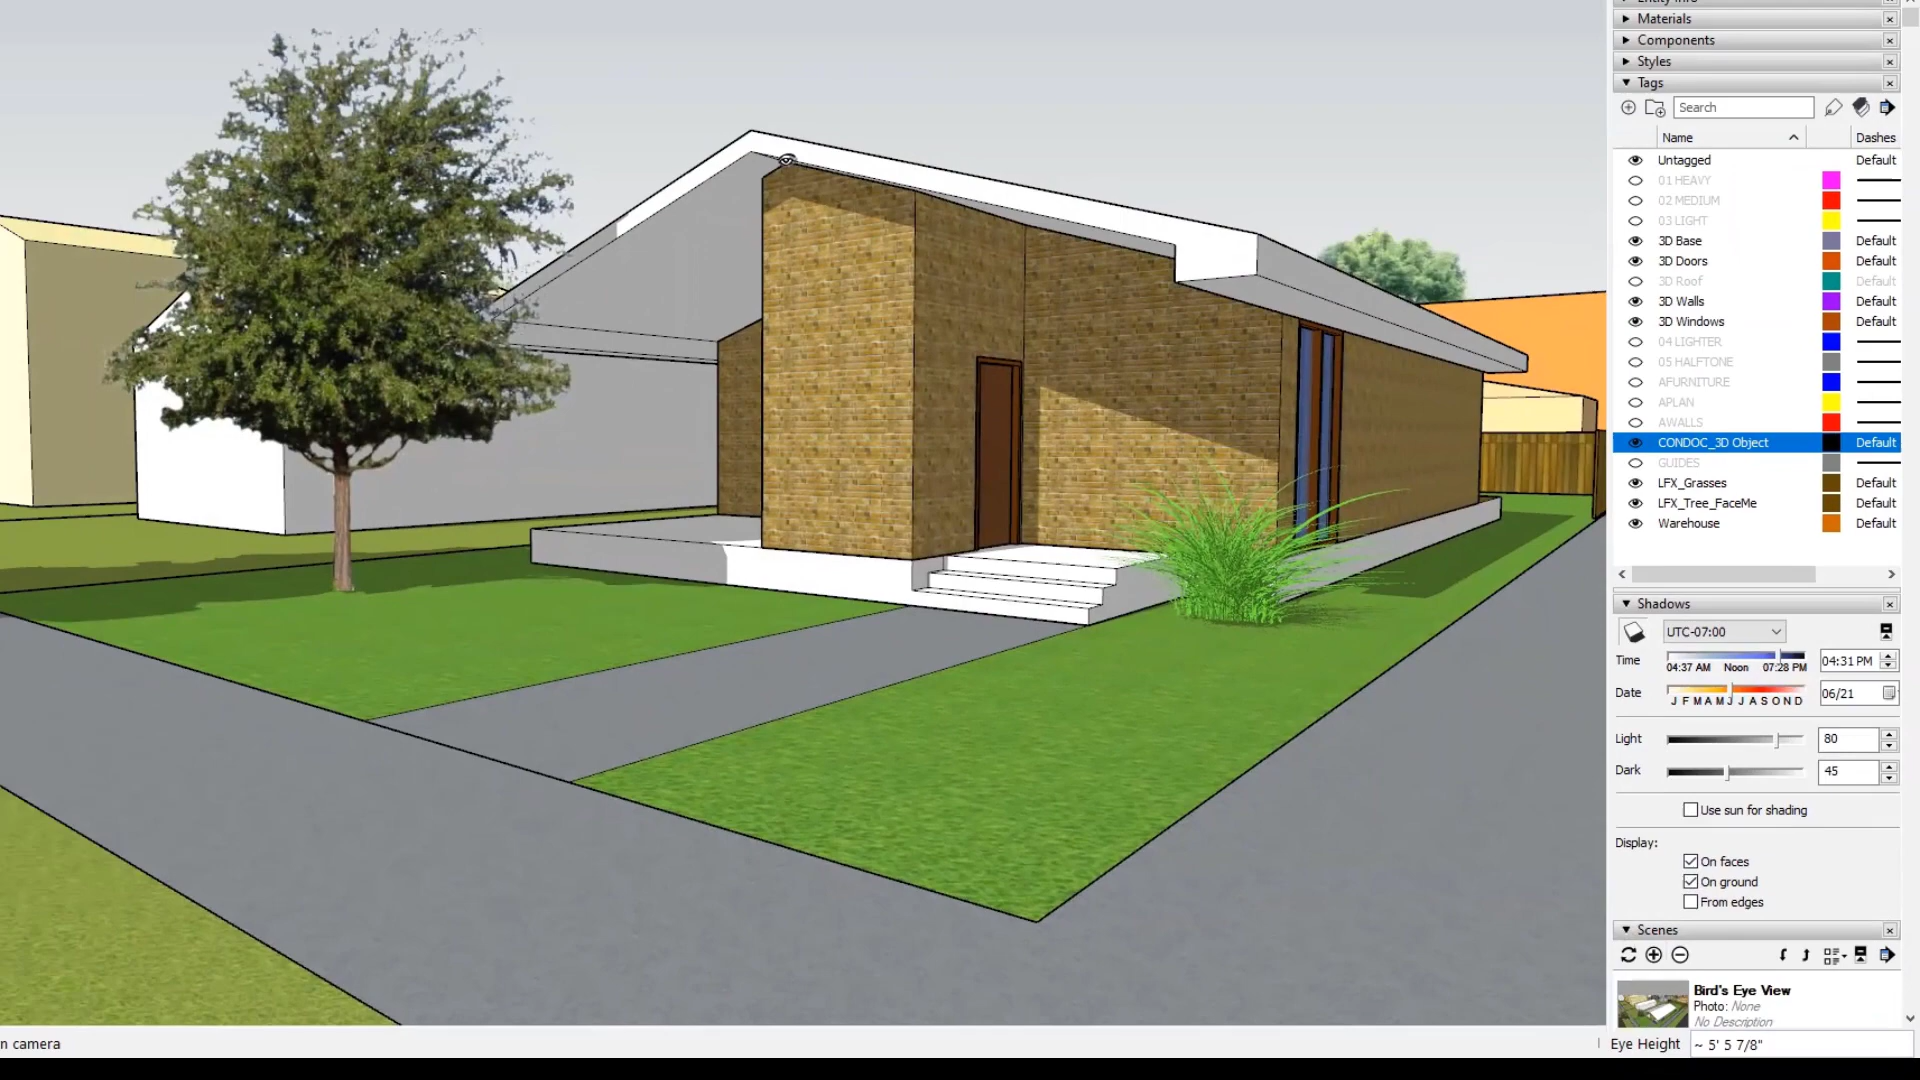 Entity Info
Materials
Components
Styles
Tags
Search
Name Dashes
Untagged Default
01 HEAVY
02 MEDIUM
03 LIGHT
3D Base Default
3D Doors Default
3D Roof Default
3D Walls Default
3D Windows Default
04 LIGHTER
05 HALFTONE
AFURNITURE
APLAN
AWALLS
CONDOC_3D Object Default
GUIDES
LFX_Grasses Default
LFX_Tree_FaceMe Default
Warehouse Default
Shadows
UTC-07:00
Time 04:37 AM Noon 07:28 PM 04:31 PM
Date J F M A M J J A S O N D 06/21
Light 80
Dark 45
Use sun for shading
Display:
On faces
On ground
From edges
Scenes
Bird's Eye View
Photo: None
No Description
n camera Eye Height ~ 5' 5 7/8"